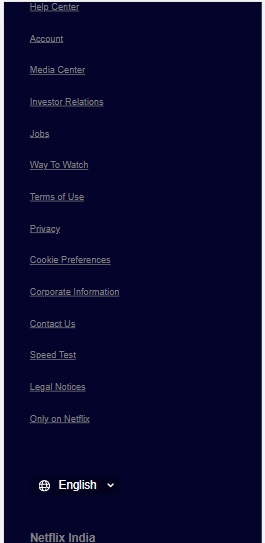 Help Center
Account
Media Center
Investor Relations
Jobs
Way To Watch
Terms of Use
Privacy
Cookie Preferences
Corporate Information
Contact Us
Speed Test
Legal Notices
Only on Netflix
English
Netflix India